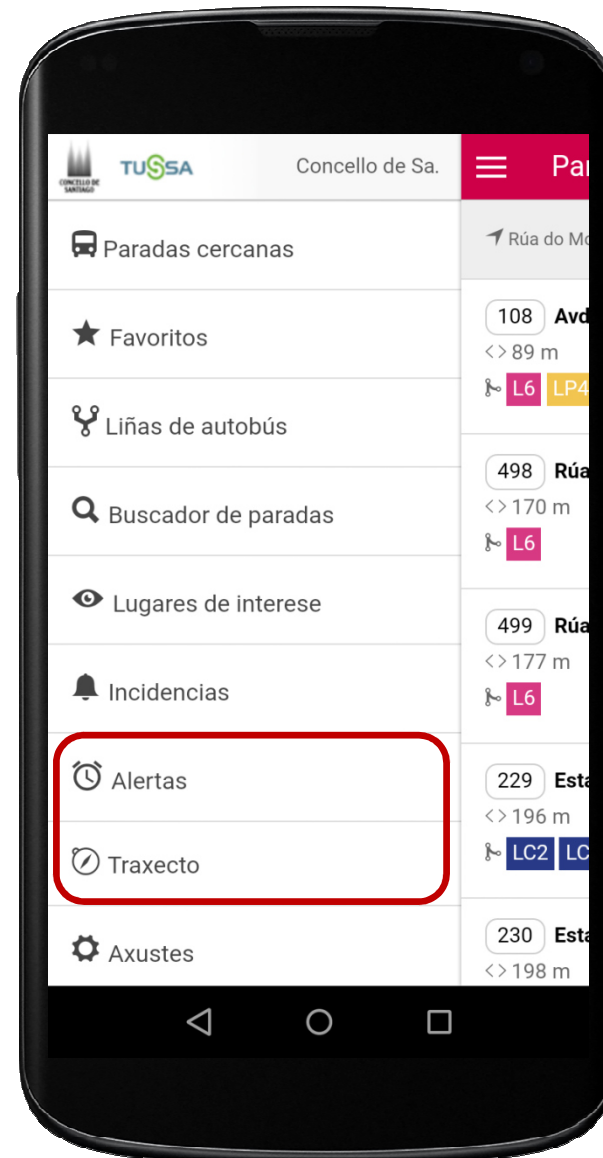 CONCELLO DE
SANTIAGO
TUSSA
Concello de Sa.
Paradas cercanas
Favoritos
Liñas de autobús
Buscador de paradas
Lugares de interese
Incidencias
Alertas
Traxecto
Axustes
Par
Rúa do Mo
108 Avd
<> 89 m
L6 LP4
498 Rúa
<> 170 m
L6
499 Rúa
<> 177 m
L6
229 Esta
<> 196 m
LC2 LC
230 Esta
<> 198 m